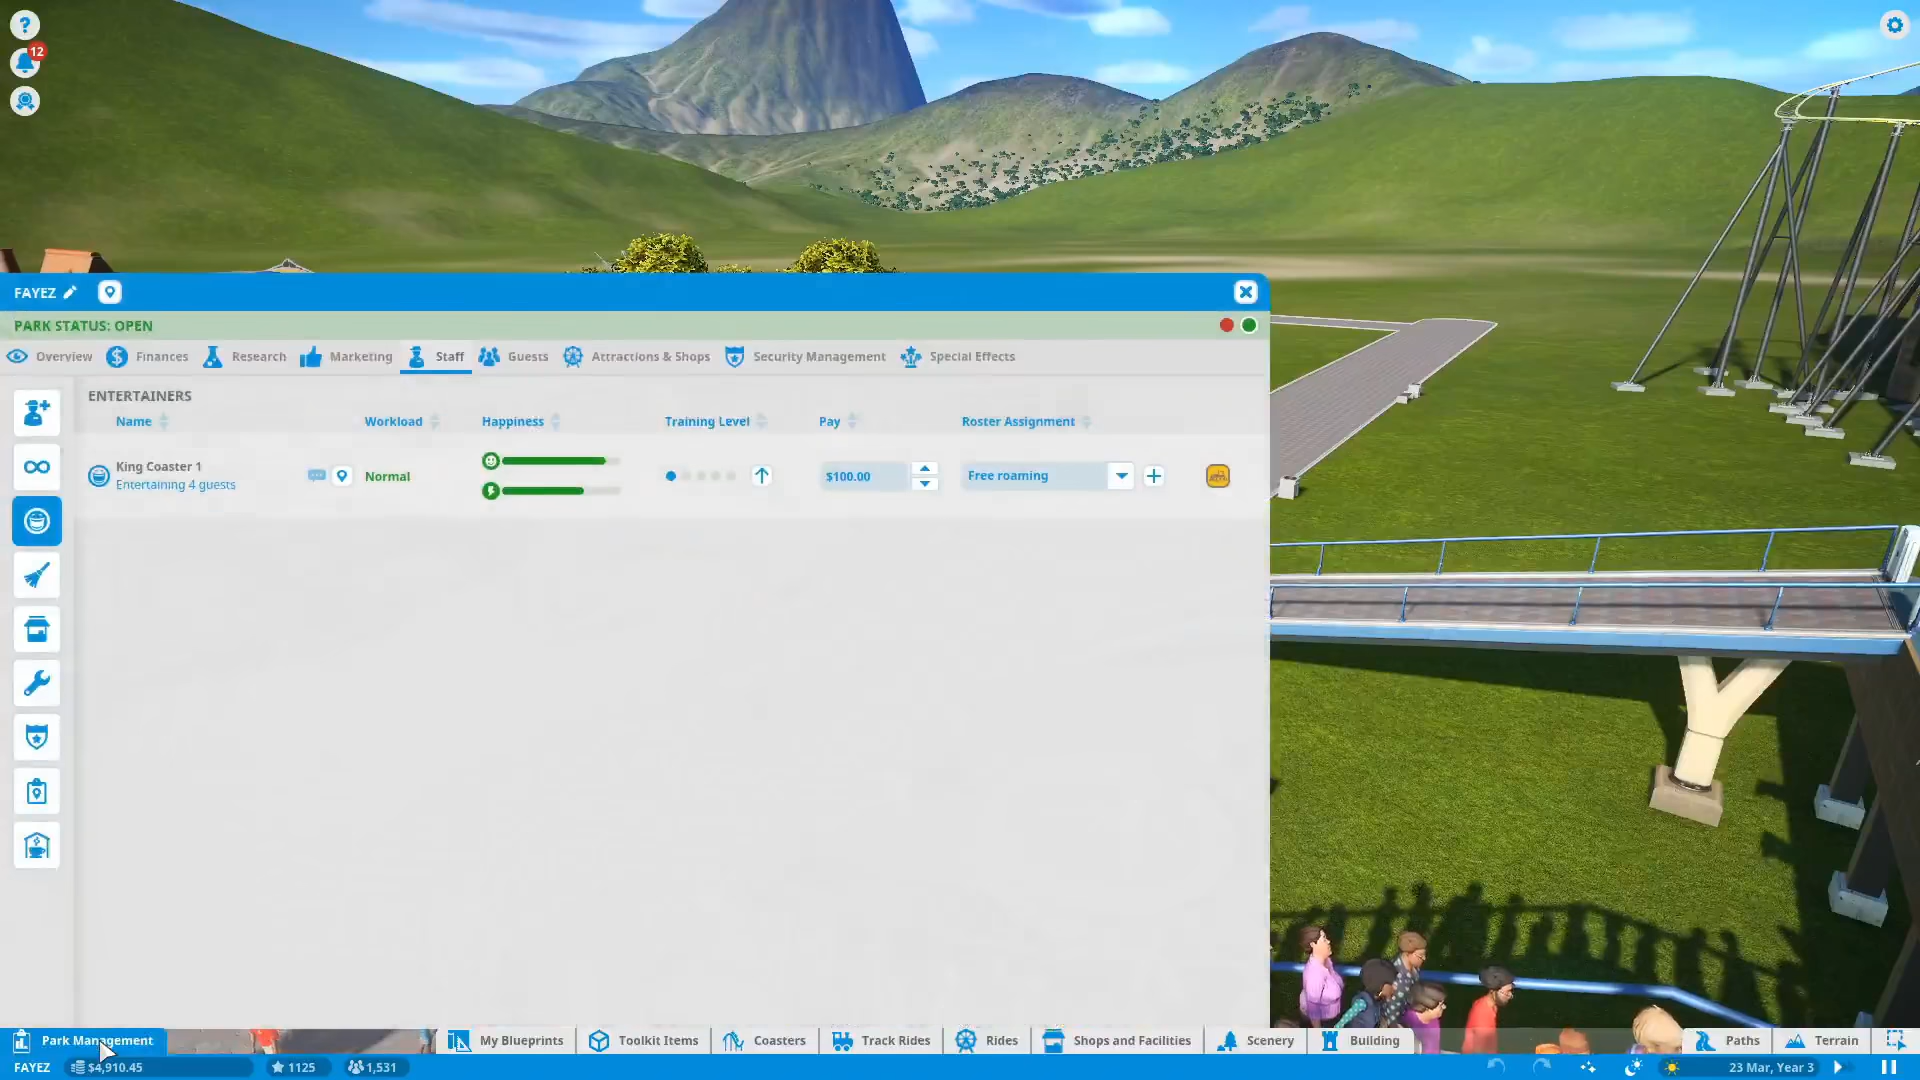 ?
12
FAYEZ
PARK STATUS: OPEN
Overview Finances Research Marketing Staff Guests Attractions & Shops Security Management Special Effects
ENTERTAINERS
Name Workload Happiness Training Level Pay Roster Assignment
King Coaster 1
Entertaining 4 guests
Normal
$100.00
Free roaming
Park Management My Blueprints Toolkit Items Coasters Track Rides Rides Shops and Facilities Scenery Building Paths Terrain
FAYEZ $4,910.45 1125 1,531 23 Mar, Year 3